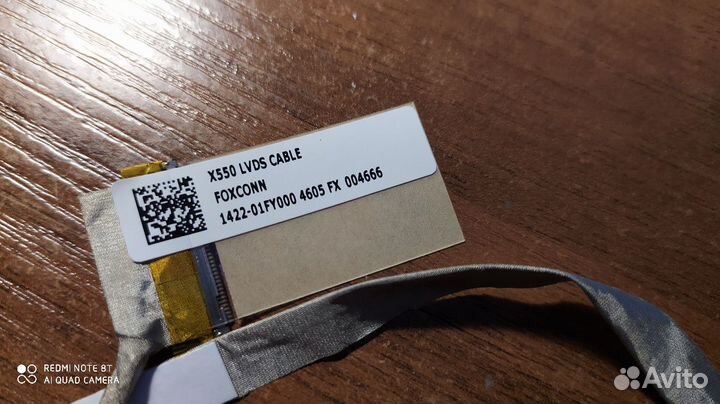 X550 LVDS CABLE
FOXCONN
1422-01FY000 4605 FX 004666
REDMI NOTE 8T
AI QUAD CAMERA
Avito